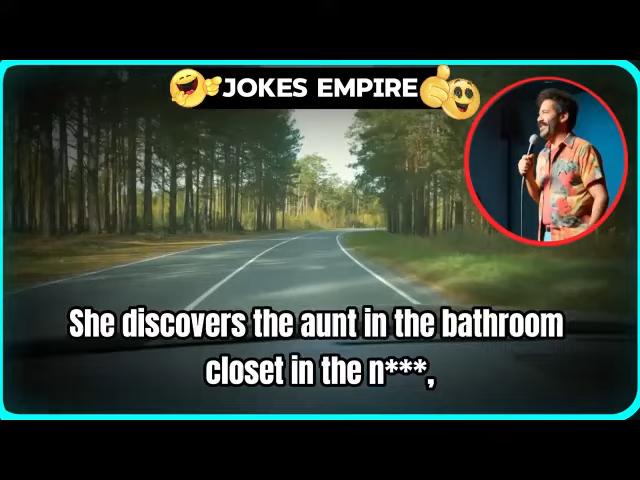 JOKES EMPIRE
She discovers the aunt in the bathroom
closet in the n***,